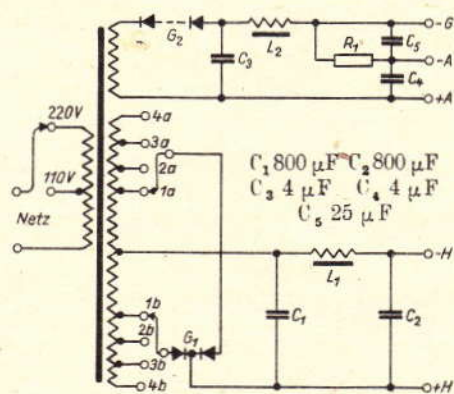 G₂
L₂
C₃
R₁
C₅
C₄
-G
-A
+A
220V
110V
Netz
4a
3a
2a
1a
C₁ 800 µF C₂ 800 µF
C₃ 4 µF C₄ 4 µF
C₅ 25 µF
1b
2b
3b
4b
G₁
C₁
L₁
C₂
-H
+H